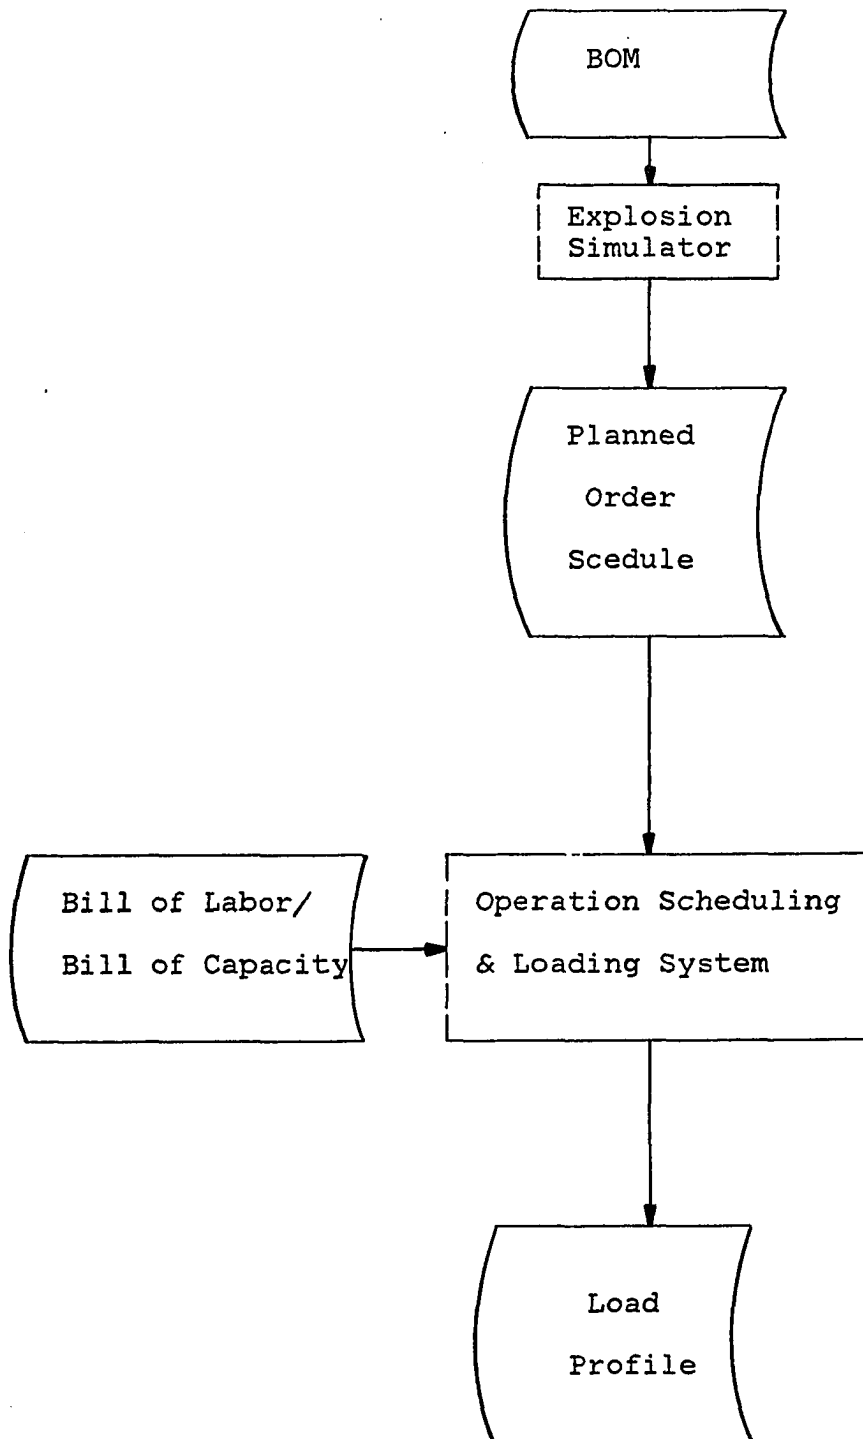 BOM
Explosion
Simulator
Planned
Order
Scedule
Bill of Labor/
Bill of Capacity
Operation Scheduling
& Loading System
Load
Profile